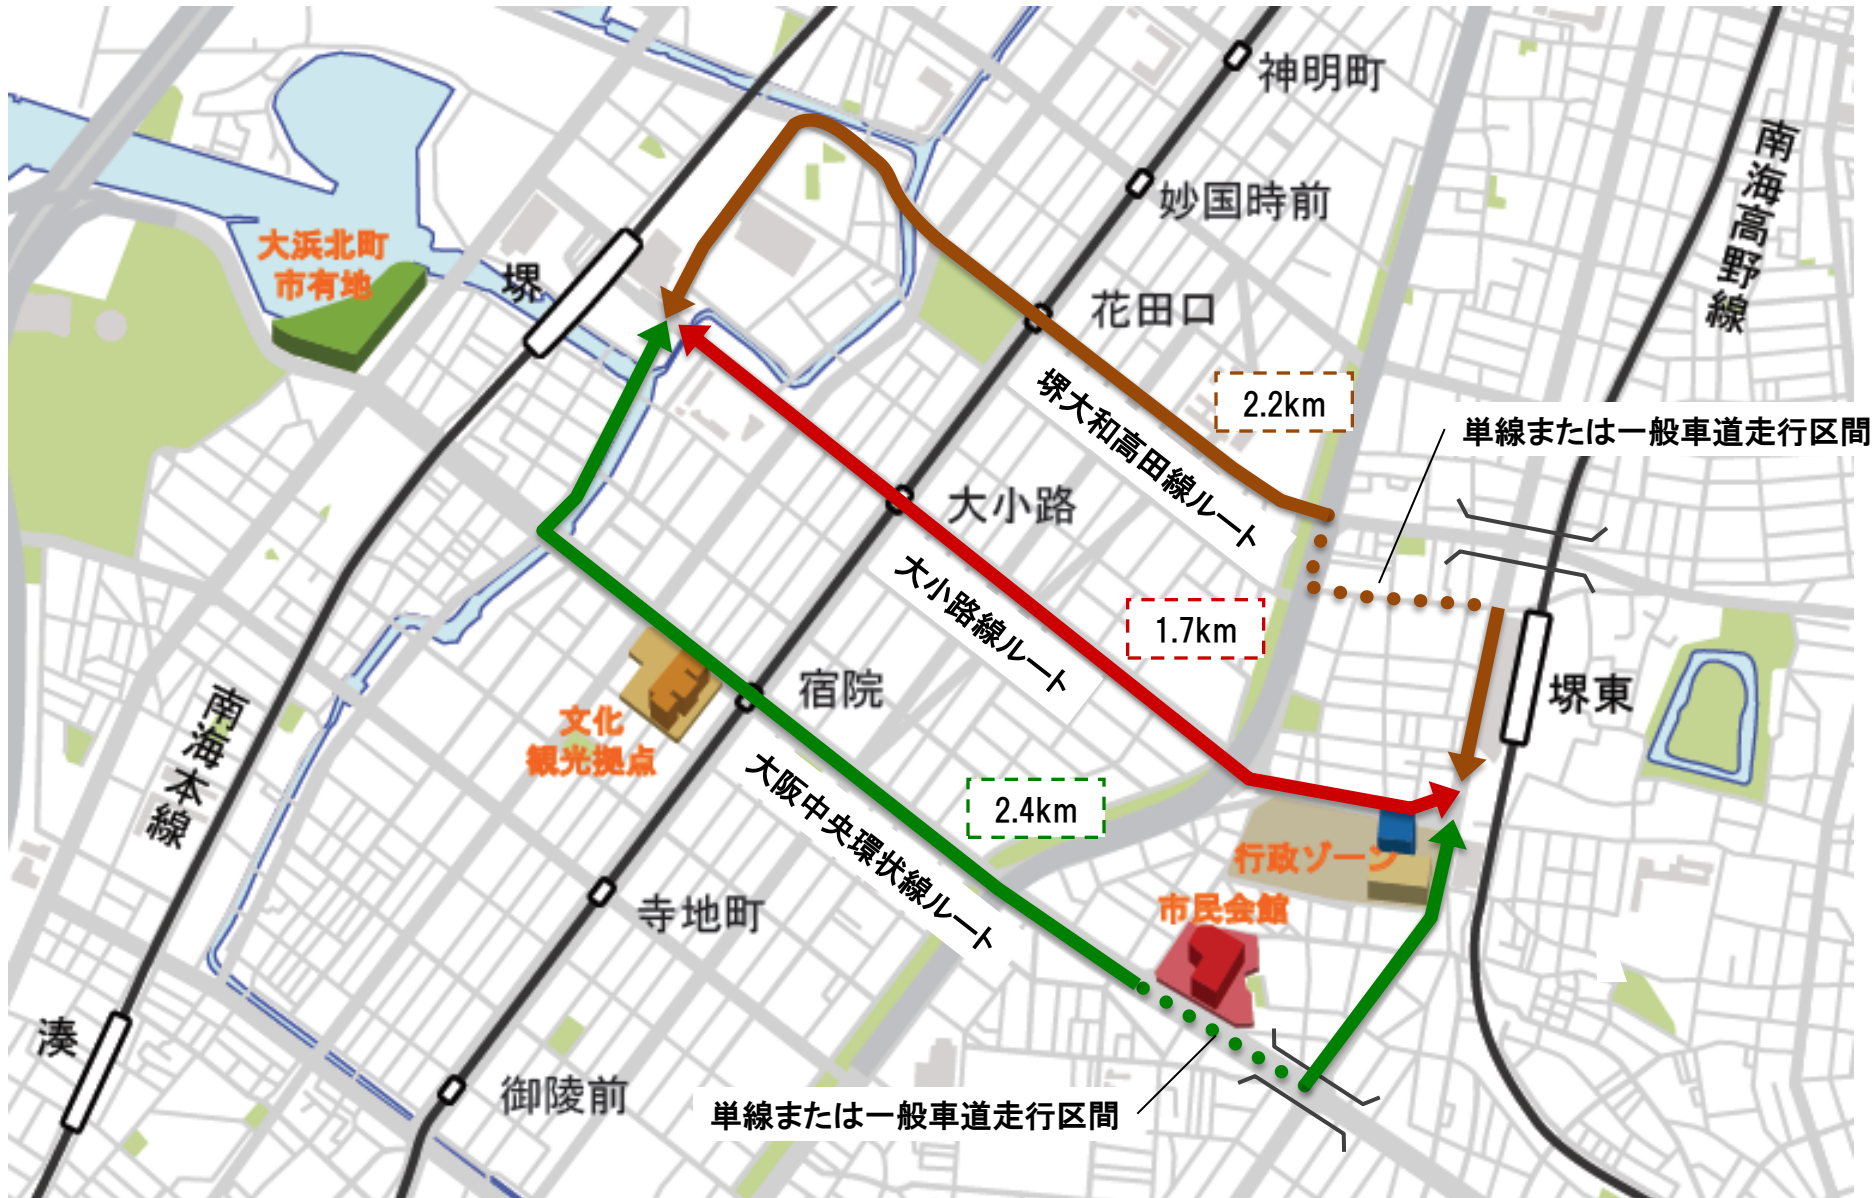 神明町
南海高野線
妙国時前
大浜北町
市有地
堺
花田口
堺大和高田線ルート
2.2km
単線または一般車道走行区間
大小路
大小路線ルート
1.7km
宿院
堺東
文化
観光拠点
南海本線
大阪中央環状線ルート
2.4km
行政ゾーン
市民会館
寺地町
湊
御陵前
単線または一般車道走行区間